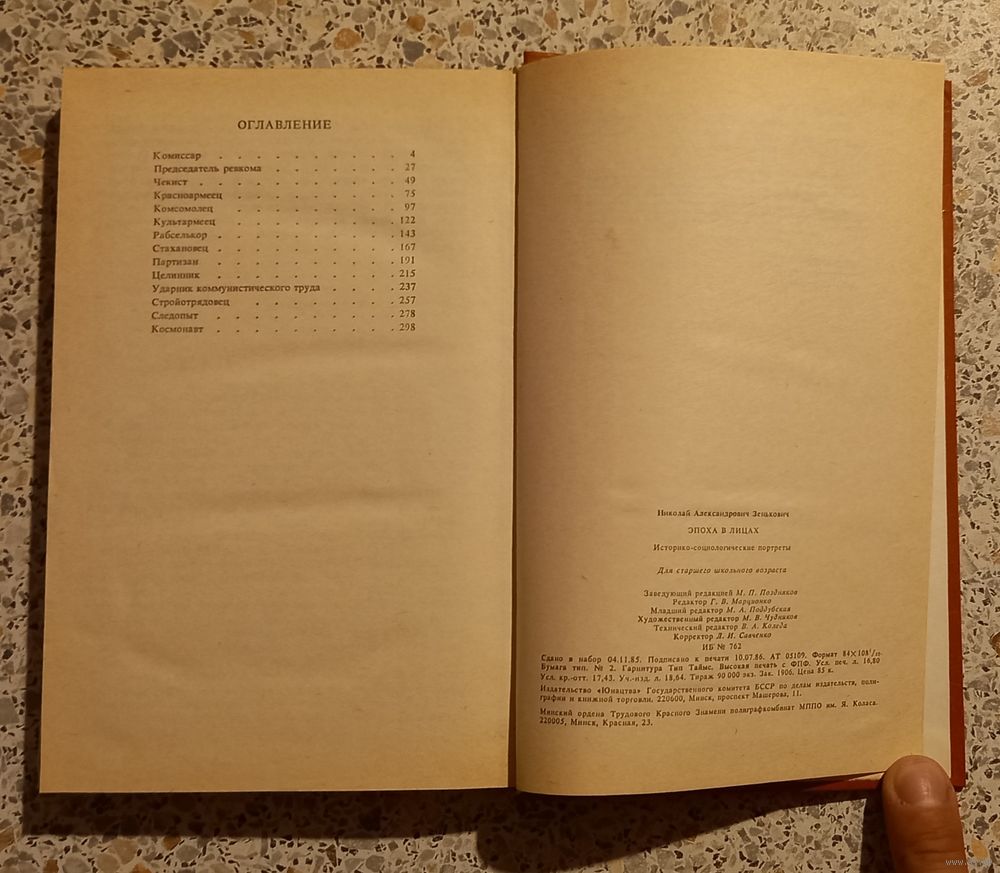 ОГЛАВЛЕНИЕ
Комиссар . . . . . . . . . . 4
Председатель ревкома . . . . . . . 27
Чекист . . . . . . . . . . . 49
Красноармеец . . . . . . . . . 75
Комсомолец . . . . . . . . . 97
Культармеец . . . . . . . . . 122
Рабселькор . . . . . . . . . . 143
Стахановец . . . . . . . . . . 167
Партизан . . . . . . . . . . 191
Целинник . . . . . . . . . . 215
Ударник коммунистического труда . . . . 237
Стройотрядовец . . . . . . . . 257
Следопыт . . . . . . . . . . 278
Космонавт . . . . . . . . . . 298
Николай Александрович Зенькович
ЭПОХА В ЛИЦАХ
Историко-социологические портреты
Для старшего школьного возраста
Заведующий редакцией М. П. Поздняков
Редактор Г. В. Марционко
Младший редактор М. А. Поддубская
Художественный редактор М. В. Чудников
Технический редактор В. А. Коледа
Корректор Л. И. Савченко
ИБ № 762
Сдано в набор 04.11.85. Подписано к печати 10.07.86. АТ 05109. Формат 84×108¹/₃₂.
Бумага тип. № 2. Гарнитура Тип Таймс. Высокая печать с ФПФ. Усл. печ. л. 16,80
Усл. кр.-отт. 17,43. Уч.-изд. л. 18,64. Тираж 90 000 экз. Зак. 1906. Цена 85 к.
Издательство «Юнацтва» Государственного комитета БССР по делам издательств, поли-
графии и книжной торговли. 220600, Минск, проспект Машерова, 11.
Минский ордена Трудового Красного Знамени полиграфкомбинат МППО им. Я. Коласа.
220005, Минск, Красная, 23.